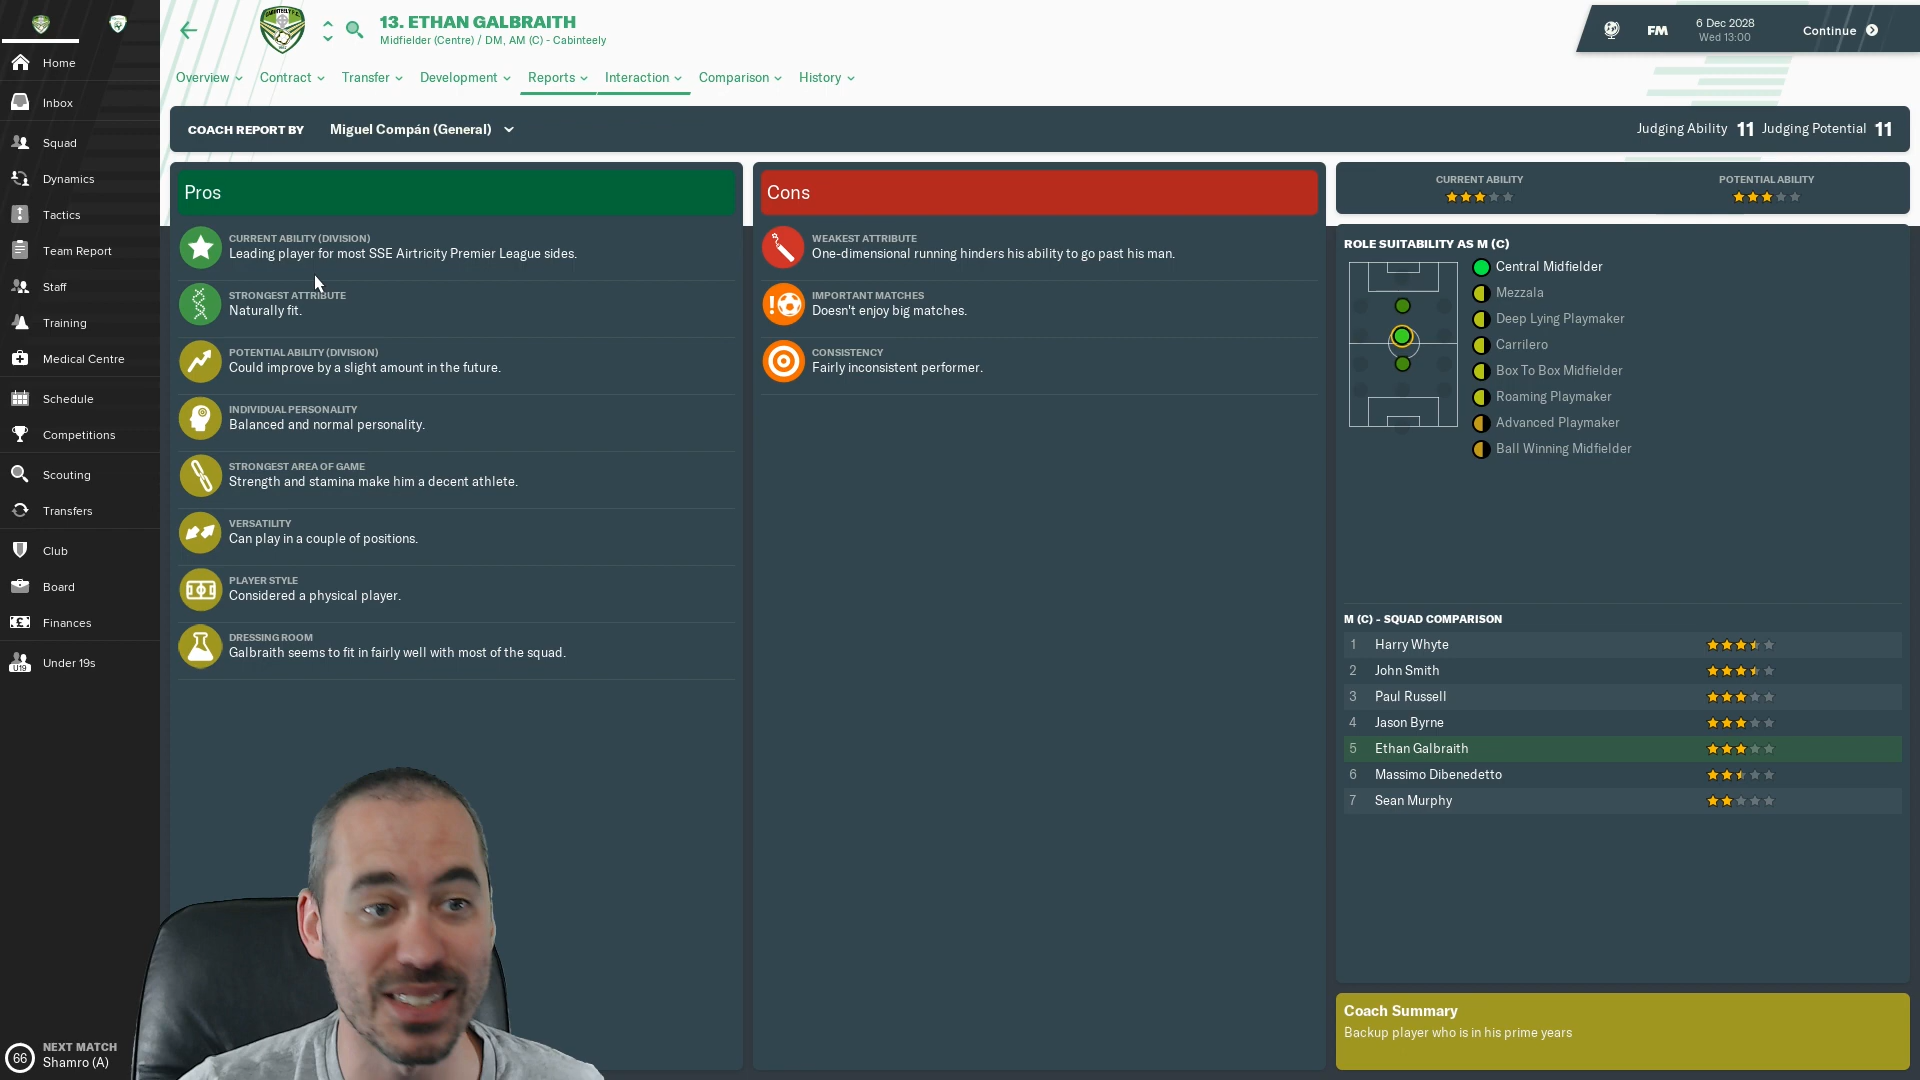 13. ETHAN GALBRAITH
Midfielder (Centre) / DM, AM (C) - Cabinteely
FM
6 Dec 2028
Wed 13:00
Continue
Overview
Contract
Transfer
Development
Reports
Interaction
Comparison
History
Home
Inbox
Squad
Dynamics
Tactics
Team Report
Staff
Training
Medical Centre
Schedule
Competitions
Scouting
Transfers
Club
Board
Finances
U19
Under 19s
66
NEXT MATCH
Shamro (A)
COACH REPORT BY
Miguel Compán (General)
Judging Ability 11 Judging Potential 11
Pros
CURRENT ABILITY (DIVISION)
Leading player for most SSE Airtricity Premier League sides.
STRONGEST ATTRIBUTE
Naturally fit.
POTENTIAL ABILITY (DIVISION)
Could improve by a slight amount in the future.
INDIVIDUAL PERSONALITY
Balanced and normal personality.
STRONGEST AREA OF GAME
Strength and stamina make him a decent athlete.
VERSATILITY
Can play in a couple of positions.
PLAYER STYLE
Considered a physical player.
DRESSING ROOM
Galbraith seems to fit in fairly well with most of the squad.
Cons
WEAKEST ATTRIBUTE
One-dimensional running hinders his ability to go past his man.
IMPORTANT MATCHES
Doesn't enjoy big matches.
CONSISTENCY
Fairly inconsistent performer.
CURRENT ABILITY
POTENTIAL ABILITY
ROLE SUITABILITY AS M (C)
Central Midfielder
Mezzala
Deep Lying Playmaker
Carrilero
Box To Box Midfielder
Roaming Playmaker
Advanced Playmaker
Ball Winning Midfielder
M (C) - SQUAD COMPARISON
1 Harry Whyte
2 John Smith
3 Paul Russell
4 Jason Byrne
5 Ethan Galbraith
6 Massimo Dibenedetto
7 Sean Murphy
Coach Summary
Backup player who is in his prime years